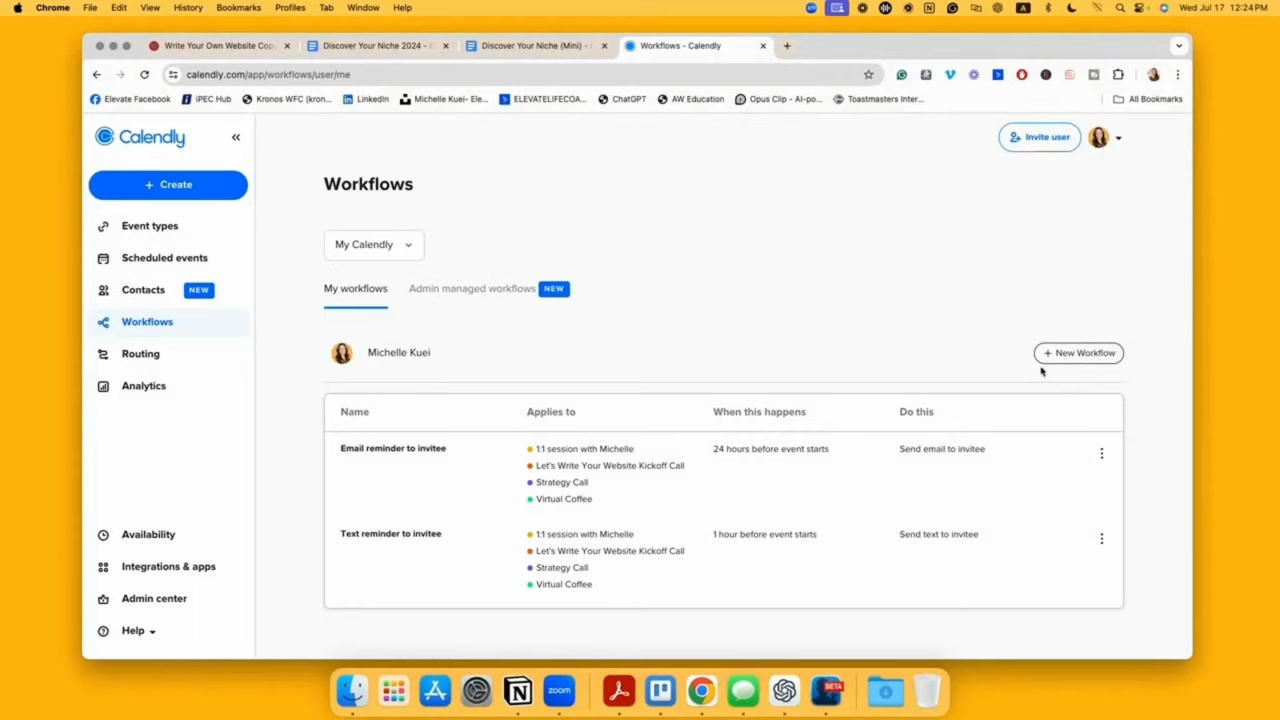 Chrome File Edit View History Bookmarks Profiles Tab Window Help
Wed Jul 17 12:24PM
Write Your Own Website Cop
Discover Your Niche 2024 - G
Discover Your Niche (Mini) -
Workflows - Calendly
calendly.com/app/workflows/user/me
Elevate Facebook
iPEC Hub
Kronos WFC (kron...
LinkedIn
Michelle Kuei- Ele...
ELEVATELIFECOA...
ChatGPT
AW Education
Opus Clip - AI-po...
Toastmasters Inter...
All Bookmarks
Calendly
Invite user
+ Create
Workflows
Event types
My Calendly
Scheduled events
Contacts NEW
My workflows
Admin managed workflows NEW
Workflows
Routing
Michelle Kuei
+ New Workflow
Analytics
Name
Applies to
When this happens
Do this
Email reminder to invitee
1:1 session with Michelle
Let's Write Your Website Kickoff Call
Strategy Call
Virtual Coffee
24 hours before event starts
Send email to invitee
Text reminder to invitee
1:1 session with Michelle
Let's Write Your Website Kickoff Call
Strategy Call
Virtual Coffee
1 hour before event starts
Send text to invitee
Availability
Integrations & apps
Admin center
Help
zoom
BETA